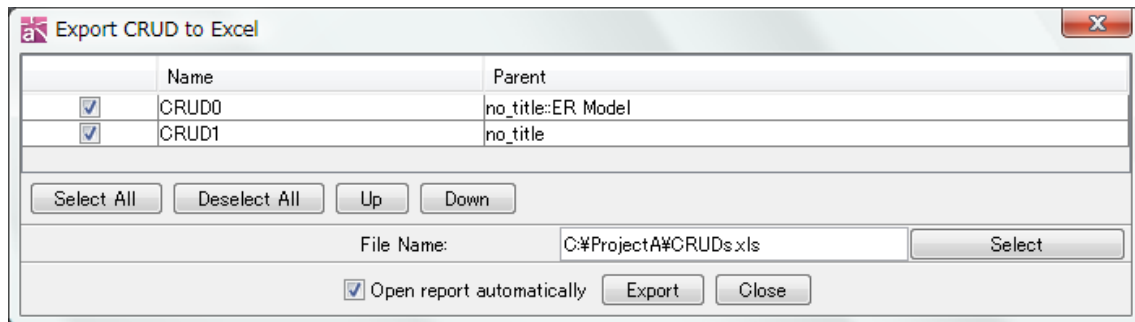 Export CRUD to Excel
Name Parent
CRUD0 no_title::ER Model
CRUD1 no_title
Select All Deselect All Up Down
File Name: C:¥ProjectA¥CRUDs.xls Select
Open report automatically Export Close